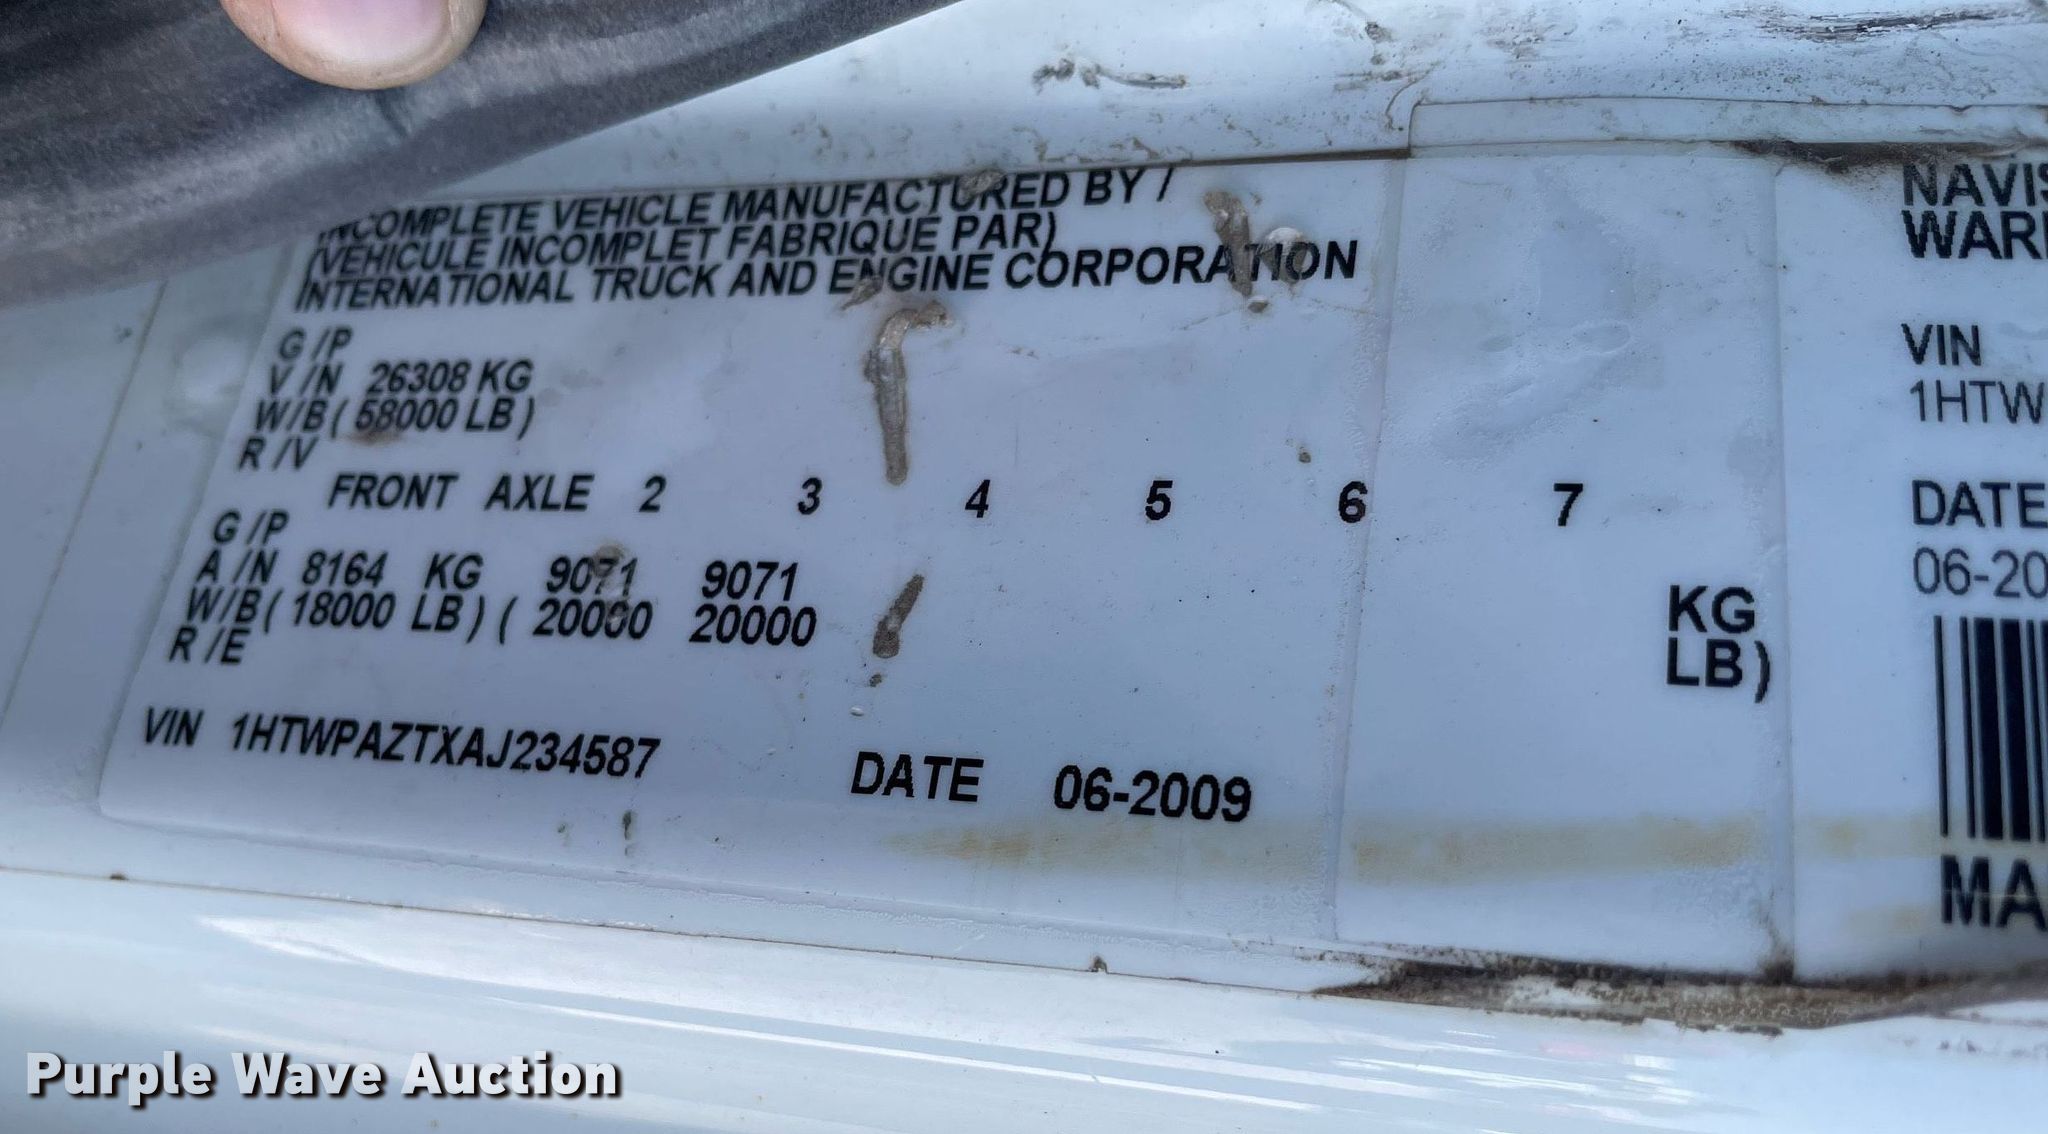 INCOMPLETE VEHICLE MANUFACTURED BY /
(VEHICULE INCOMPLET FABRIQUE PAR)
INTERNATIONAL TRUCK AND ENGINE CORPORATION
G /P
V /N 26308 KG
W/B ( 58000 LB )
R /V
FRONT AXLE 2 3 4 5 6 7
G /P
A /N 8164 KG 9071 9071 KG
W/B ( 18000 LB ) ( 20000 20000 LB )
R /E
VIN 1HTWPAZTXAJ234587 DATE 06-2009
NAVIS
WARR
VIN
1HTW
DATE
06-20
MA
Purple Wave Auction